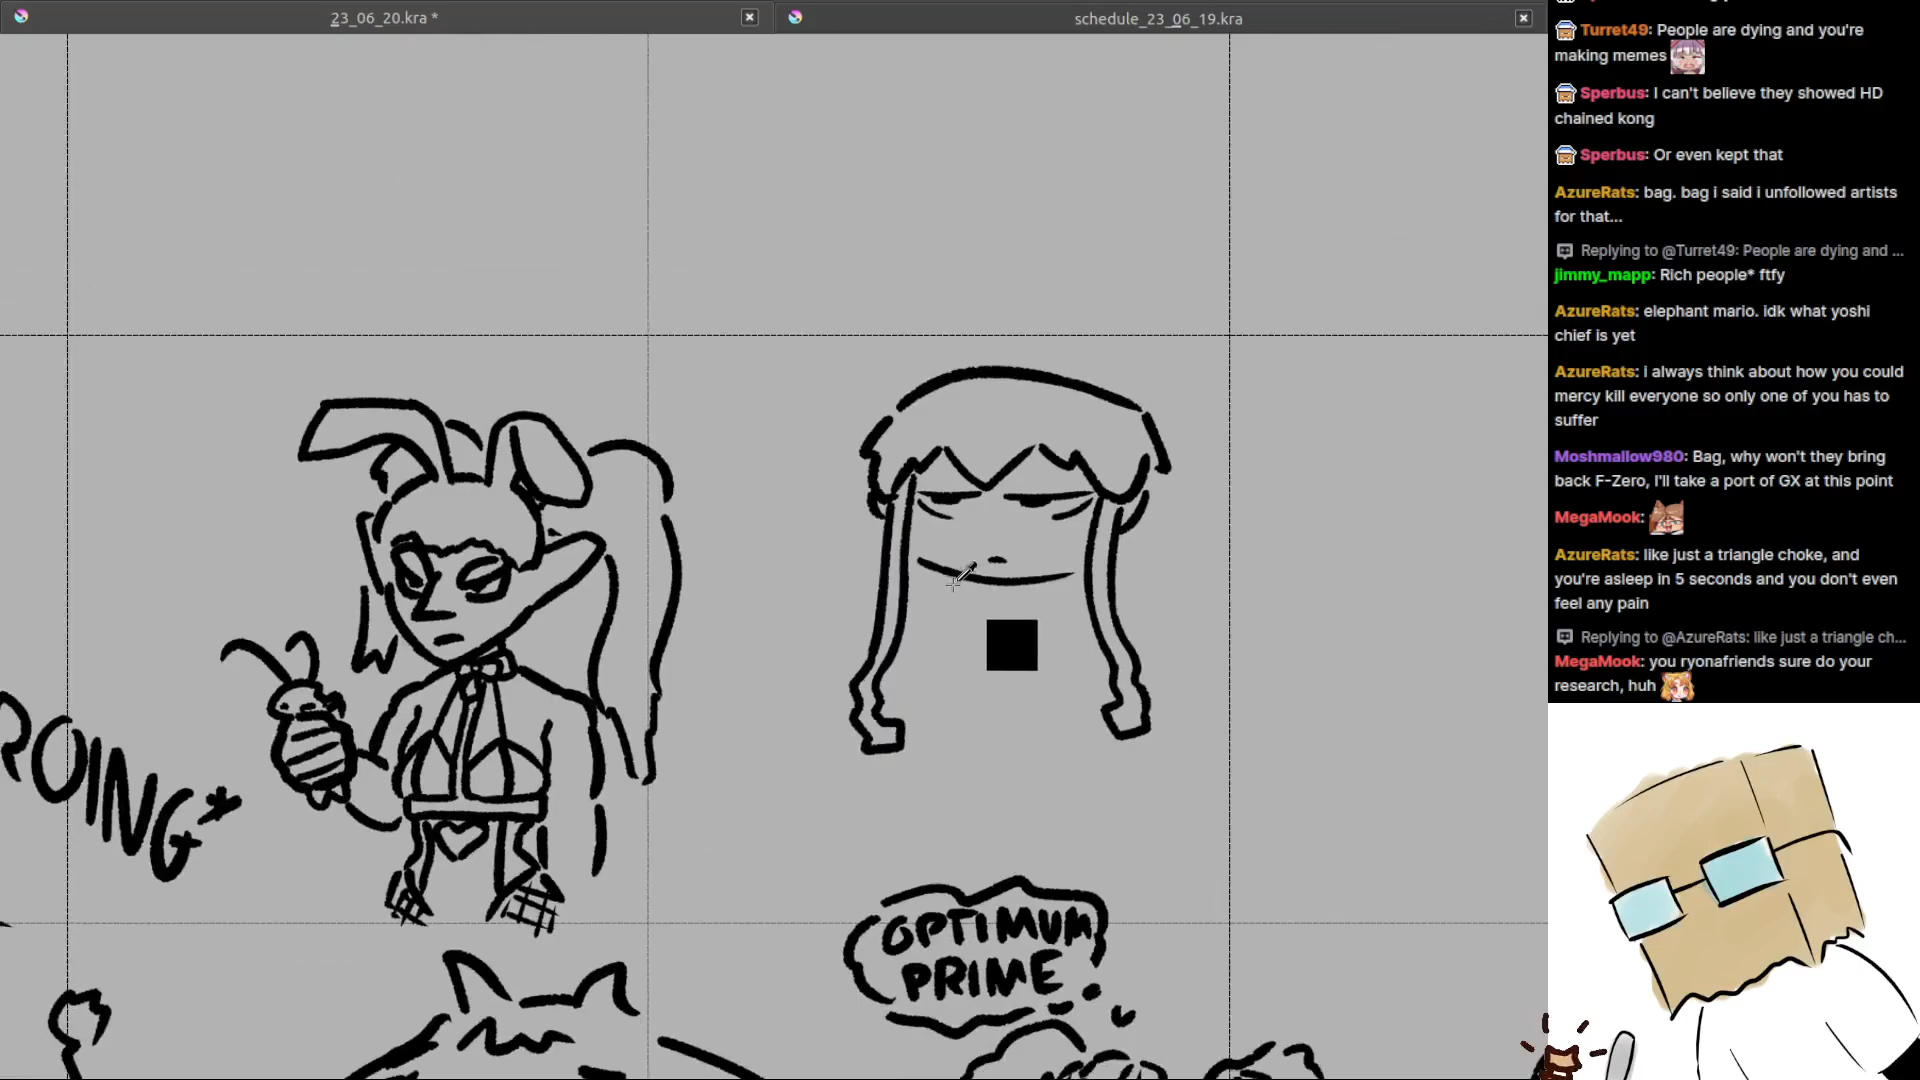 23_06_20.kra *
schedule_23_06_19.kra
Turret49: People are dying and you're
making memes
Sperbus: I can't believe they showed HD
chained kong
Sperbus: Or even kept that
AzureRats: bag. bag i said i unfollowed artists
for that...
Replying to @Turret49: People are dying and ...
jimmy_mapp: Rich people* ftfy
AzureRats: elephant mario. idk what yoshi
chief is yet
AzureRats: i always think about how you could
mercy kill everyone so only one of you has to
suffer
Moshmallow980: Bag, why won't they bring
back F-Zero, I'll take a port of GX at this point
MegaMook:
AzureRats: like just a triangle choke, and
you're asleep in 5 seconds and you don't even
feel any pain
Replying to @AzureRats: like just a triangle ch...
MegaMook: you ryonafriends sure do your
research, huh
OING*
OPTIMUM
PRIME